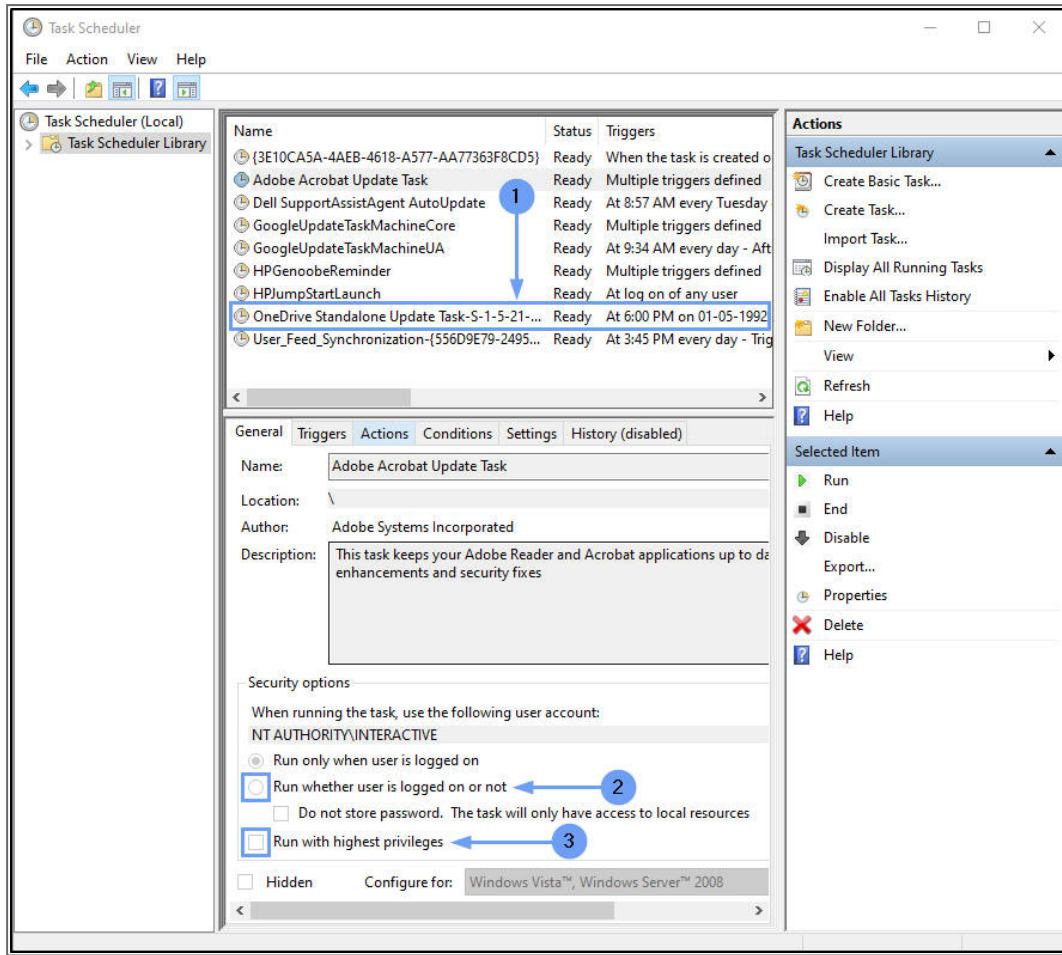 Task Scheduler
File Action View Help
Task Scheduler (Local)
Task Scheduler Library
Name Status Triggers
{3E10CA5A-4AEB-4618-A577-AA77363F8CD5} Ready When the task is created o
Adobe Acrobat Update Task Ready Multiple triggers defined
Dell SupportAssistAgent AutoUpdate Ready At 8:57 AM every Tuesday
GoogleUpdateTaskMachineCore Ready Multiple triggers defined
GoogleUpdateTaskMachineUA Ready At 9:34 AM every day - Aft
HPGenoobeReminder Ready Multiple triggers defined
HPJumpStartLaunch Ready At log on of any user
OneDrive Standalone Update Task-S-1-5-21-... Ready At 6:00 PM on 01-05-1992
User_Feed_Synchronization-{556D9E79-2495... Ready At 3:45 PM every day - Trig
1
General Triggers Actions Conditions Settings History (disabled)
Name: Adobe Acrobat Update Task
Location: \
Author: Adobe Systems Incorporated
Description: This task keeps your Adobe Reader and Acrobat applications up to da
enhancements and security fixes
Security options
When running the task, use the following user account:
NT AUTHORITY\INTERACTIVE
Run only when user is logged on
Run whether user is logged on or not 2
Do not store password. The task will only have access to local resources
Run with highest privileges 3
Hidden Configure for: Windows Vista™, Windows Server™ 2008
Actions
Task Scheduler Library
Create Basic Task...
Create Task...
Import Task...
Display All Running Tasks
Enable All Tasks History
New Folder...
View
Refresh
Help
Selected Item
Run
End
Disable
Export...
Properties
Delete
Help